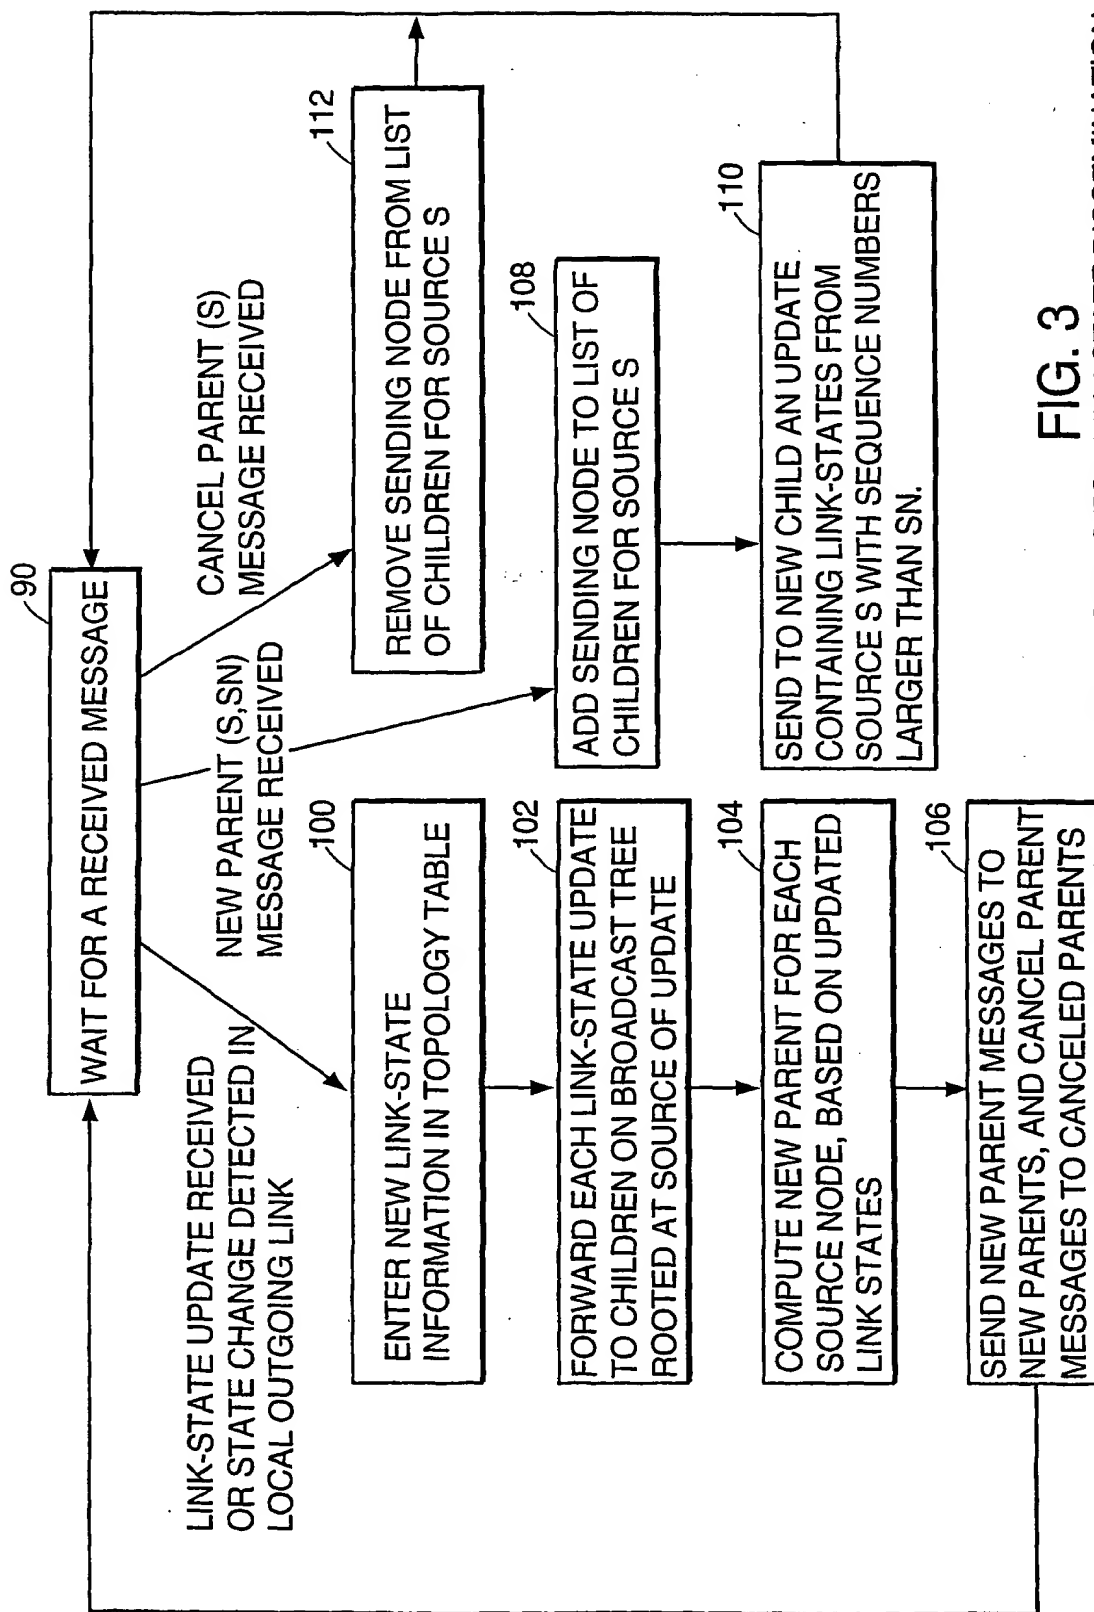 90
WAIT FOR A RECEIVED MESSAGE
LINK-STATE UPDATE RECEIVED
OR STATE CHANGE DETECTED IN
LOCAL OUTGOING LINK
NEW PARENT (S,SN)
MESSAGE RECEIVED
CANCEL PARENT (S)
MESSAGE RECEIVED
100
ENTER NEW LINK-STATE
INFORMATION IN TOPOLOGY TABLE
102
FORWARD EACH LINK-STATE UPDATE
TO CHILDREN ON BROADCAST TREE
ROOTED AT SOURCE OF UPDATE
104
COMPUTE NEW PARENT FOR EACH
SOURCE NODE, BASED ON UPDATED
LINK STATES
106
SEND NEW PARENT MESSAGES TO
NEW PARENTS, AND CANCEL PARENT
MESSAGES TO CANCELED PARENTS
112
REMOVE SENDING NODE FROM LIST
OF CHILDREN FOR SOURCE S
108
ADD SENDING NODE TO LIST OF
CHILDREN FOR SOURCE S
110
SEND TO NEW CHILD AN UPDATE
CONTAINING LINK-STATES FROM
SOURCE S WITH SEQUENCE NUMBERS
LARGER THAN SN.
FIG. 3